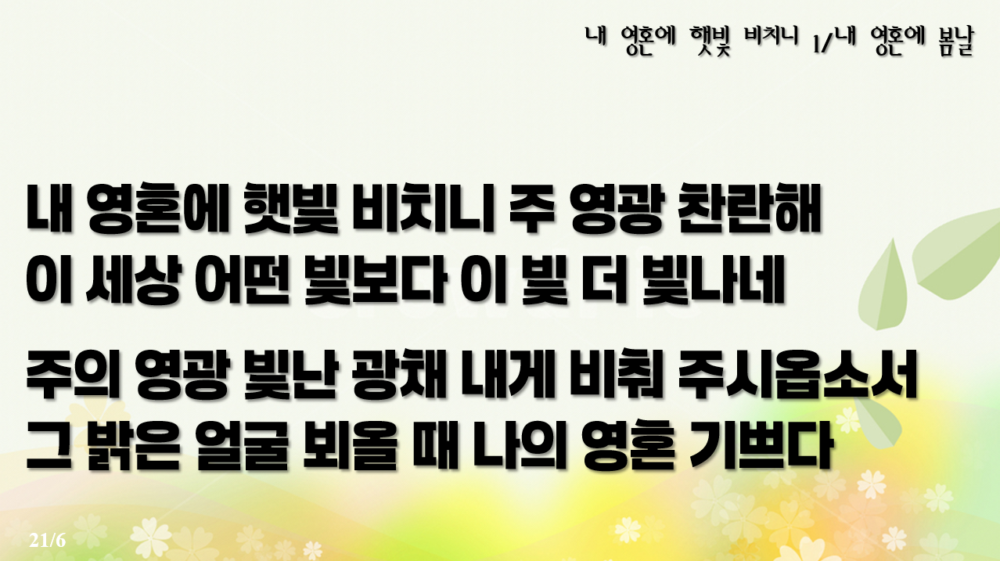 내 영혼에 햇빛 비치니 1/내 영혼에 봄날
내 영혼에 햇빛 비치니 주 영광 찬란해
이 세상 어떤 빛보다 이 빛 더 빛나네
주의 영광 빛난 광채 내게 비춰 주시옵소서
그 밝은 얼굴 뵈올 때 나의 영혼 기쁘다
21/6